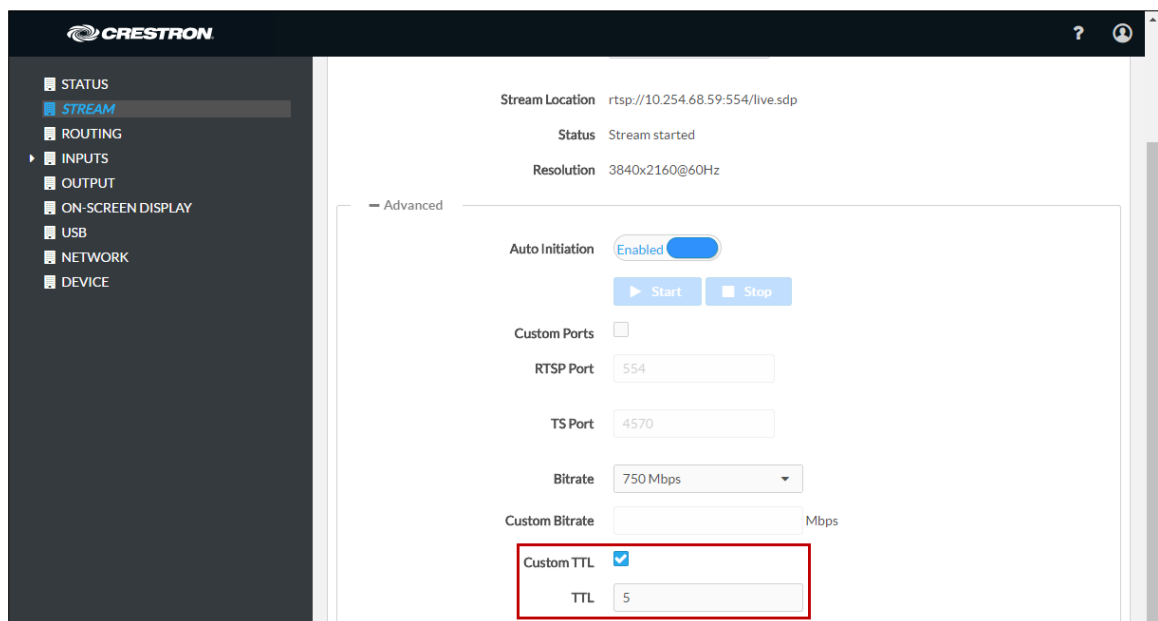 CRESTRON.
?
STATUS
STREAM
ROUTING
INPUTS
OUTPUT
ON-SCREEN DISPLAY
USB
NETWORK
DEVICE
Stream Location rtsp://10.254.68.59:554/live.sdp
Status Stream started
Resolution 3840x2160@60Hz
Advanced
Auto Initiation Enabled
Start Stop
Custom Ports
RTSP Port 554
TS Port 4570
Bitrate 750 Mbps
Custom Bitrate Mbps
Custom TTL
TTL 5